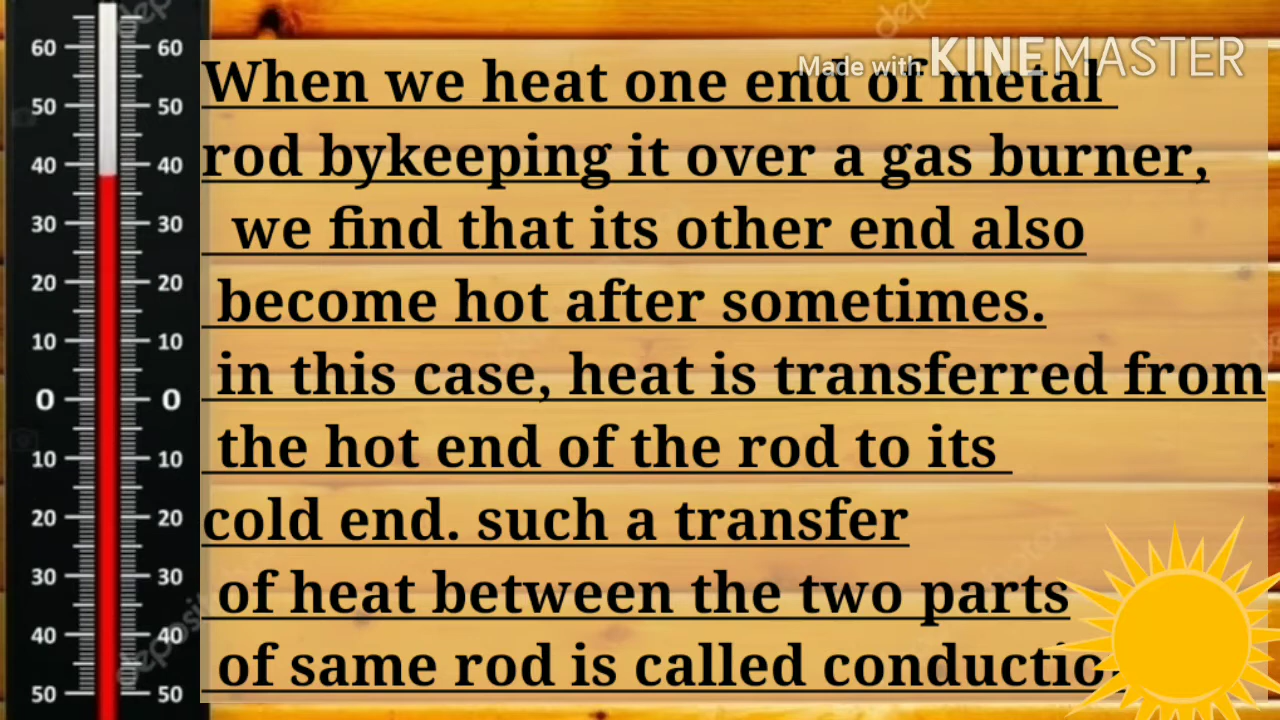 60 60
50 50
40 40
30 30
20 20
10 10
0 0
10 10
20 20
30 30
40 40
50 50
Made with KINEMASTER
When we heat one end of metal
rod bykeeping it over a gas burner,
we find that its other end also
become hot after sometimes.
in this case, heat is transferred from
the hot end of the rod to its
cold end. such a transfer
of heat between the two parts
of same rod is called conductio